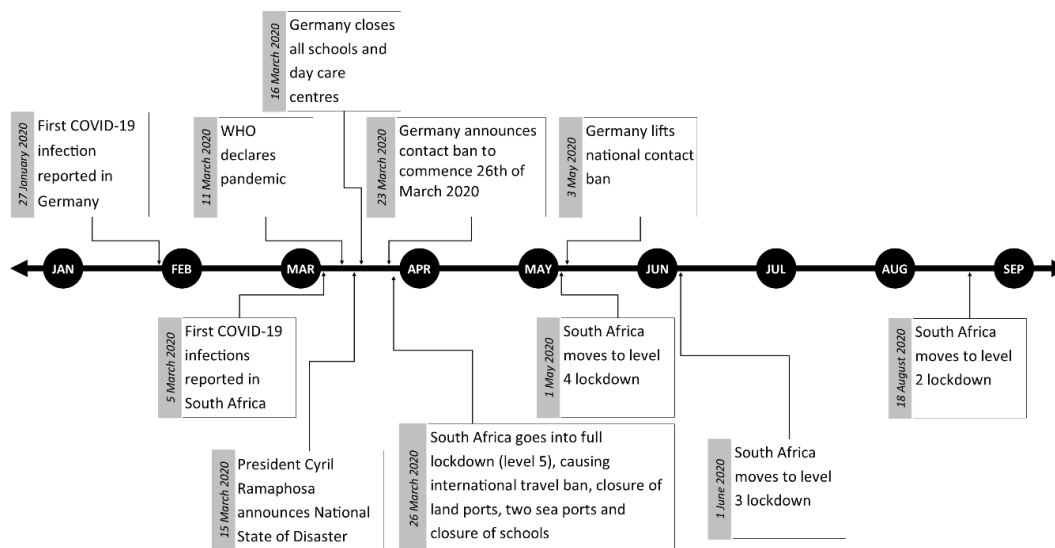 16 March 2020
Germany closes
all schools and
day care
centres
27 January 2020
First COVID-19
infection
reported in
Germany
11 March 2020
WHO
declares
pandemic
23 March 2020
Germany announces
contact ban to
commence 26th of
March 2020
3 May 2020
Germany lifts
national contact
ban
JAN FEB MAR APR MAY JUN JUL AUG SEP
5 March 2020
First COVID-19
infections
reported in
South Africa
1 May 2020
South Africa
moves to level
4 lockdown
18 August 2020
South Africa
moves to level
2 lockdown
15 March 2020
President Cyril
Ramaphosa
announces National
State of Disaster
26 March 2020
South Africa goes into full
lockdown (level 5), causing
international travel ban, closure of
land ports, two sea ports and
closure of schools
1 June 2020
South Africa
moves to level
3 lockdown